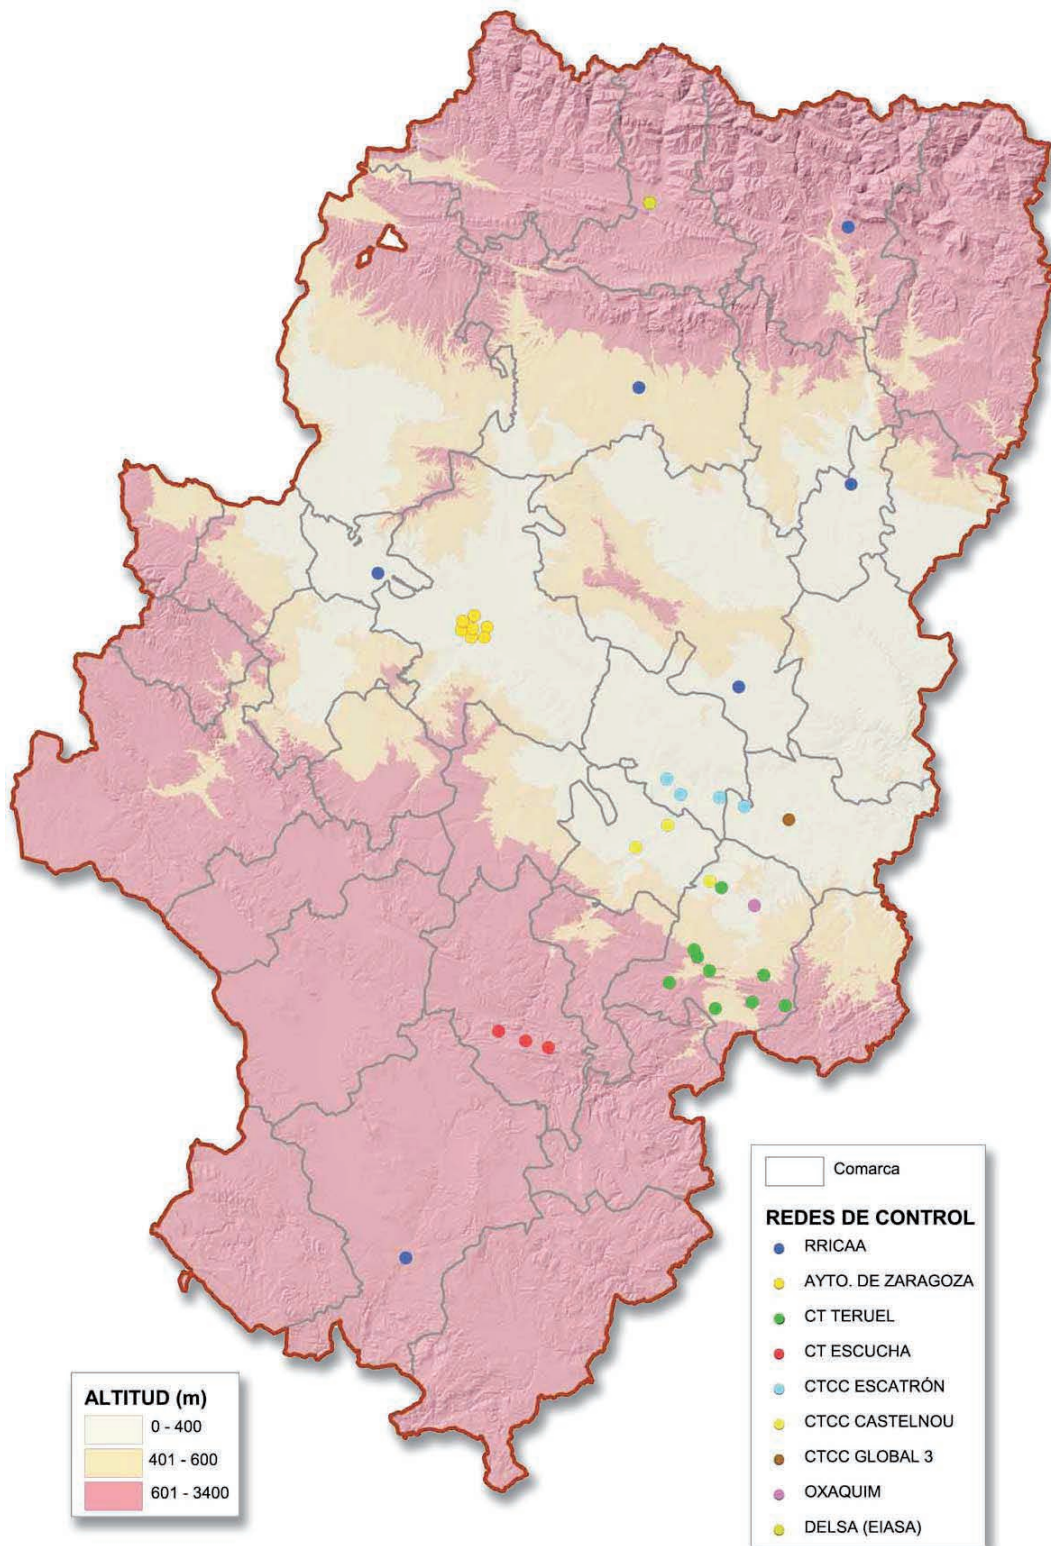 Comarca
REDES DE CONTROL
RRICAA
AYTO. DE ZARAGOZA
CT TERUEL
CT ESCUCHA
CTCC ESCATRÓN
CTCC CASTELNOU
CTCC GLOBAL 3
OXAQUIM
DELSA (EIASA)
ALTITUD (m)
0 - 400
401 - 600
601 - 3400